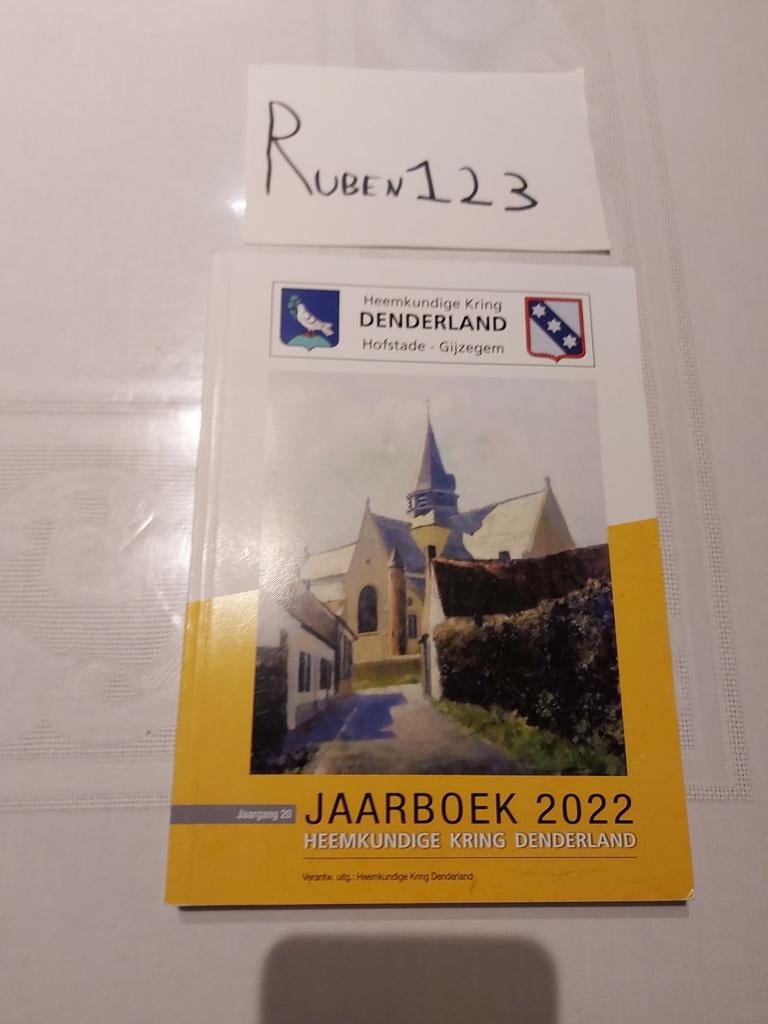 RUBEN123
Heemkundige Kring
DENDERLAND
Hofstade - Gijzegem
Jaargang 20
JAARBOEK 2022
HEEMKUNDIGE KRING DENDERLAND
Verantw. uitg.: Heemkundige Kring Denderland